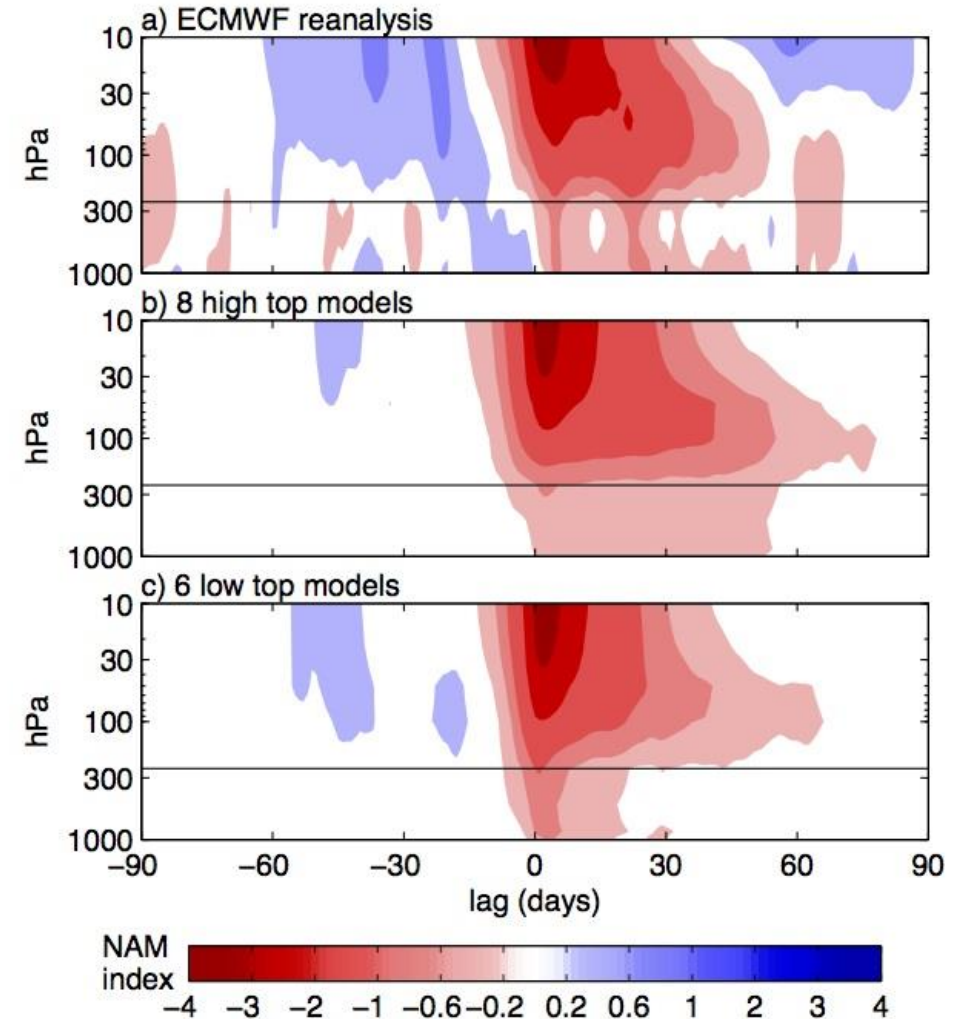 a) ECMWF reanalysis
10
30
100
300
1000
hPa
b) 8 high top models
10
30
100
300
1000
hPa
c) 6 low top models
10
30
100
300
1000
hPa
−90 −60 −30 0 30 60 90
lag (days)
NAM
index
−4 −3 −2 −1 −0.6 −0.2 0.2 0.6 1 2 3 4